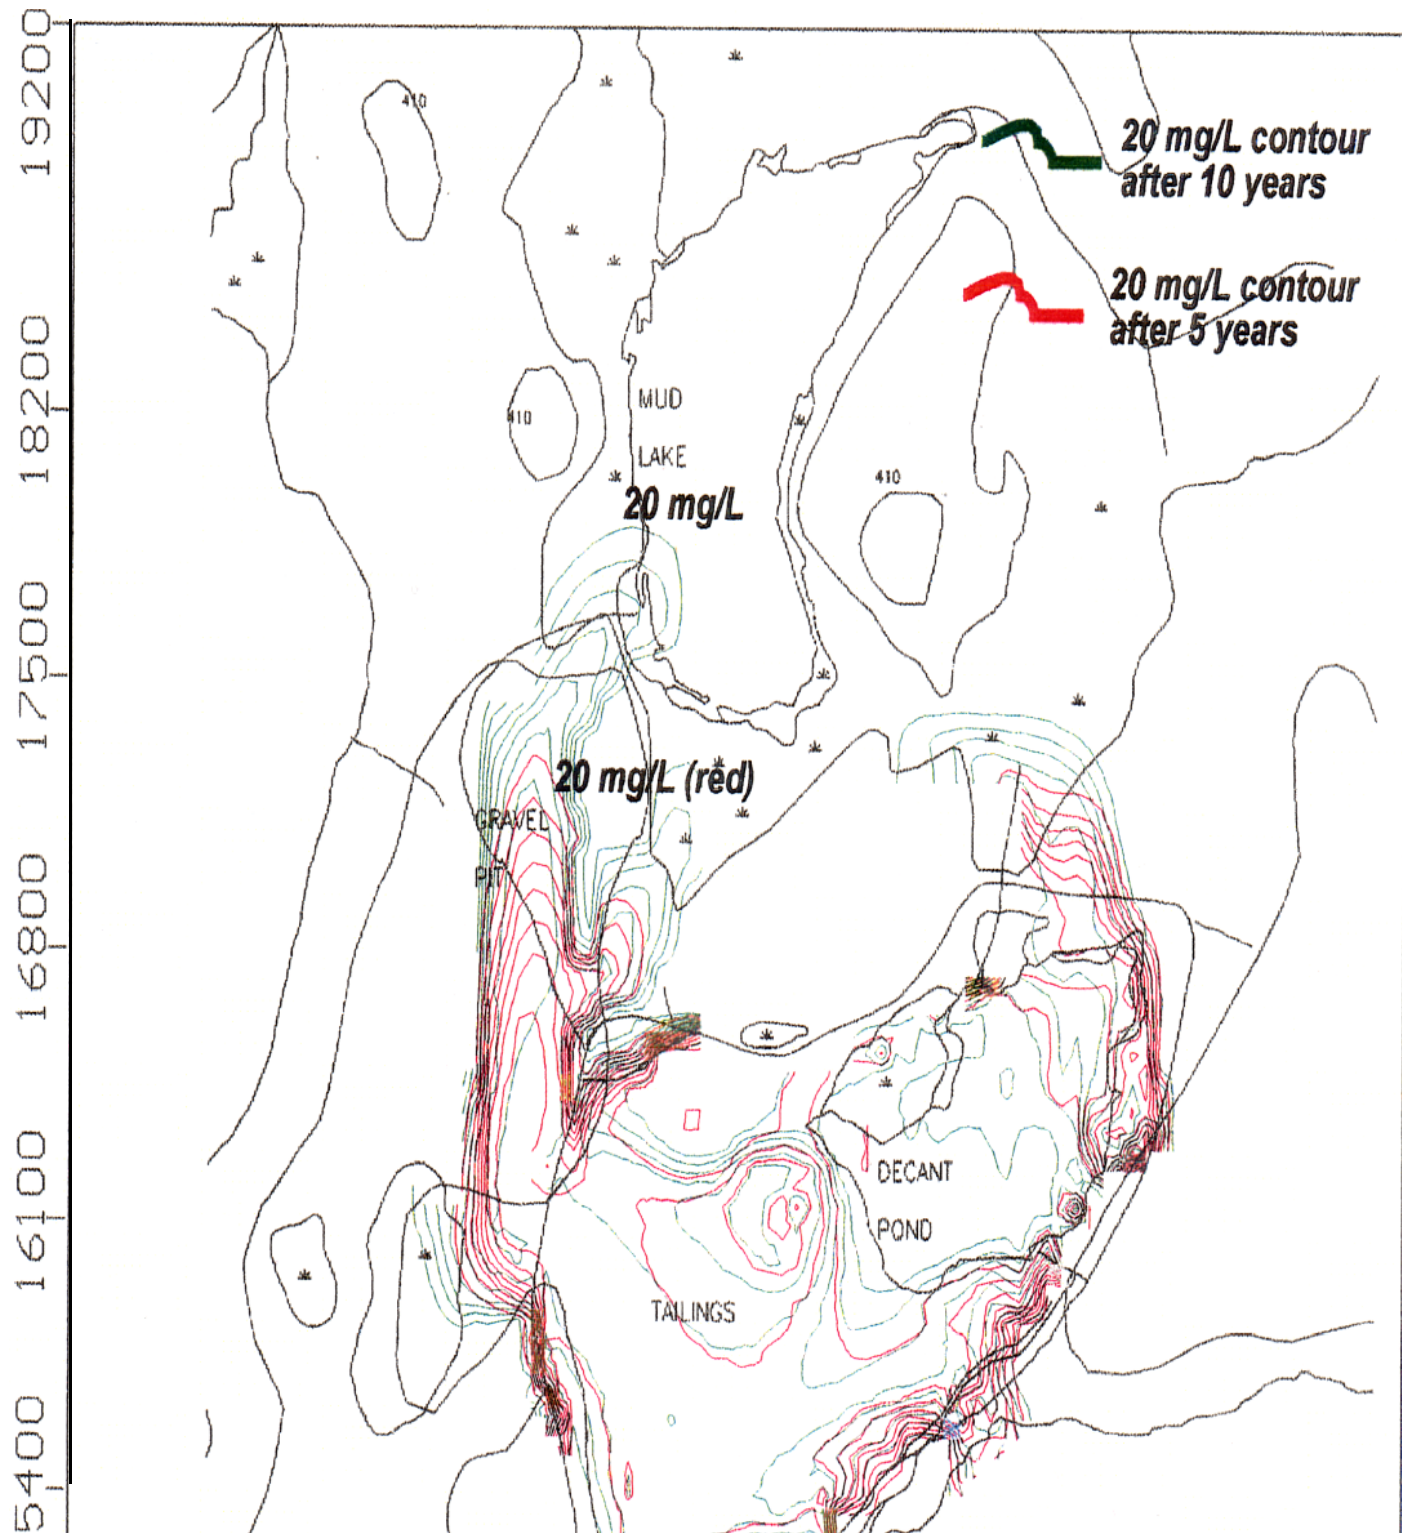 19200
410
20 mg/L contour
after 10 years
20 mg/L contour
after 5 years
18200
410
MUD
LAKE
410
20 mg/L
17500
20 mg/L (red)
GRAVEL
PIT
16800
DECANT
POND
16100
TAILINGS
5400